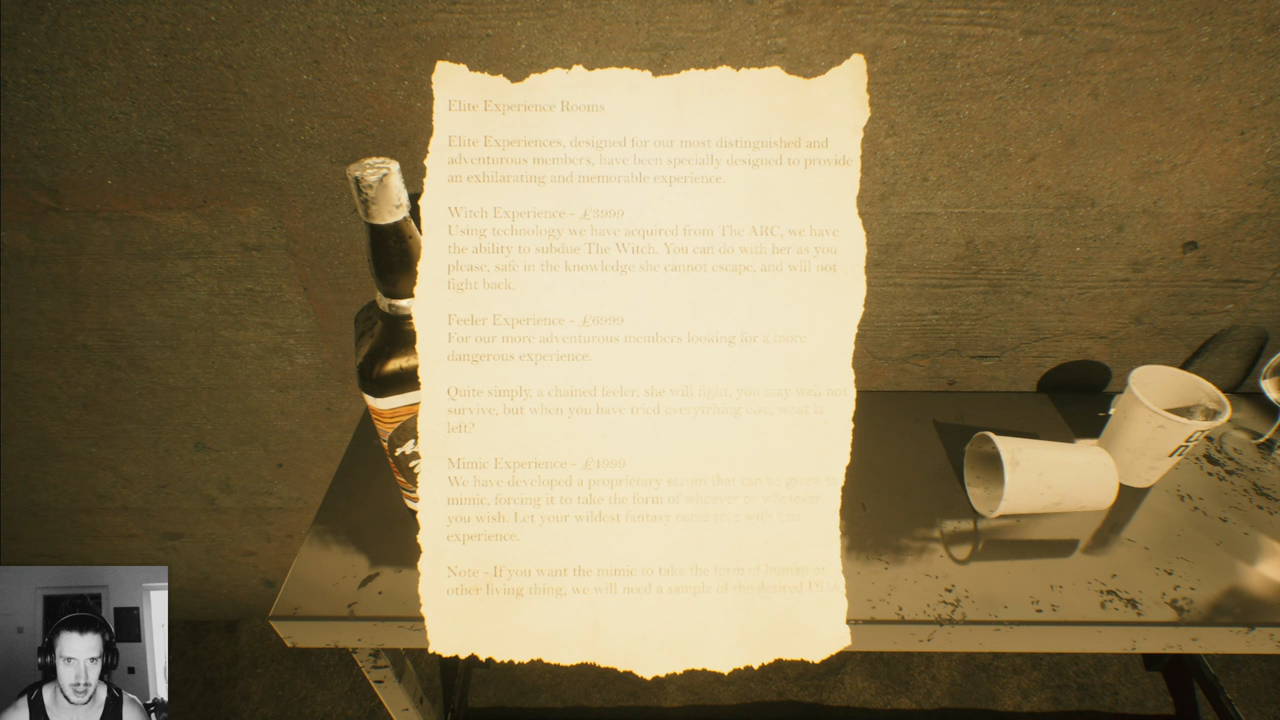 Elite Experience Rooms
Elite Experiences, designed for our most distinguished and
adventurous members, have been specially designed to provide
an exhilarating and memorable experience.
Witch Experience - £3999
Using technology we have acquired from The ARC, we have
the ability to subdue The Witch. You can do with her as you
please, safe in the knowledge she cannot escape, and will not
fight back.
Feeler Experience - £6999
For our more adventurous members looking for a more
dangerous experience.
Quite simply, a chained feeler, she will fight, you may well not
survive, but when you have tried everything else, what is
left?
Mimic Experience - £4999
We have developed a proprietary serum that can be given to
mimic, forcing it to take the form of whoever or whatever
you wish. Let your wildest fantasy come true with this
experience.
Note - If you want the mimic to take the form of human or
other living thing, we will need a sample of the desired DNA.